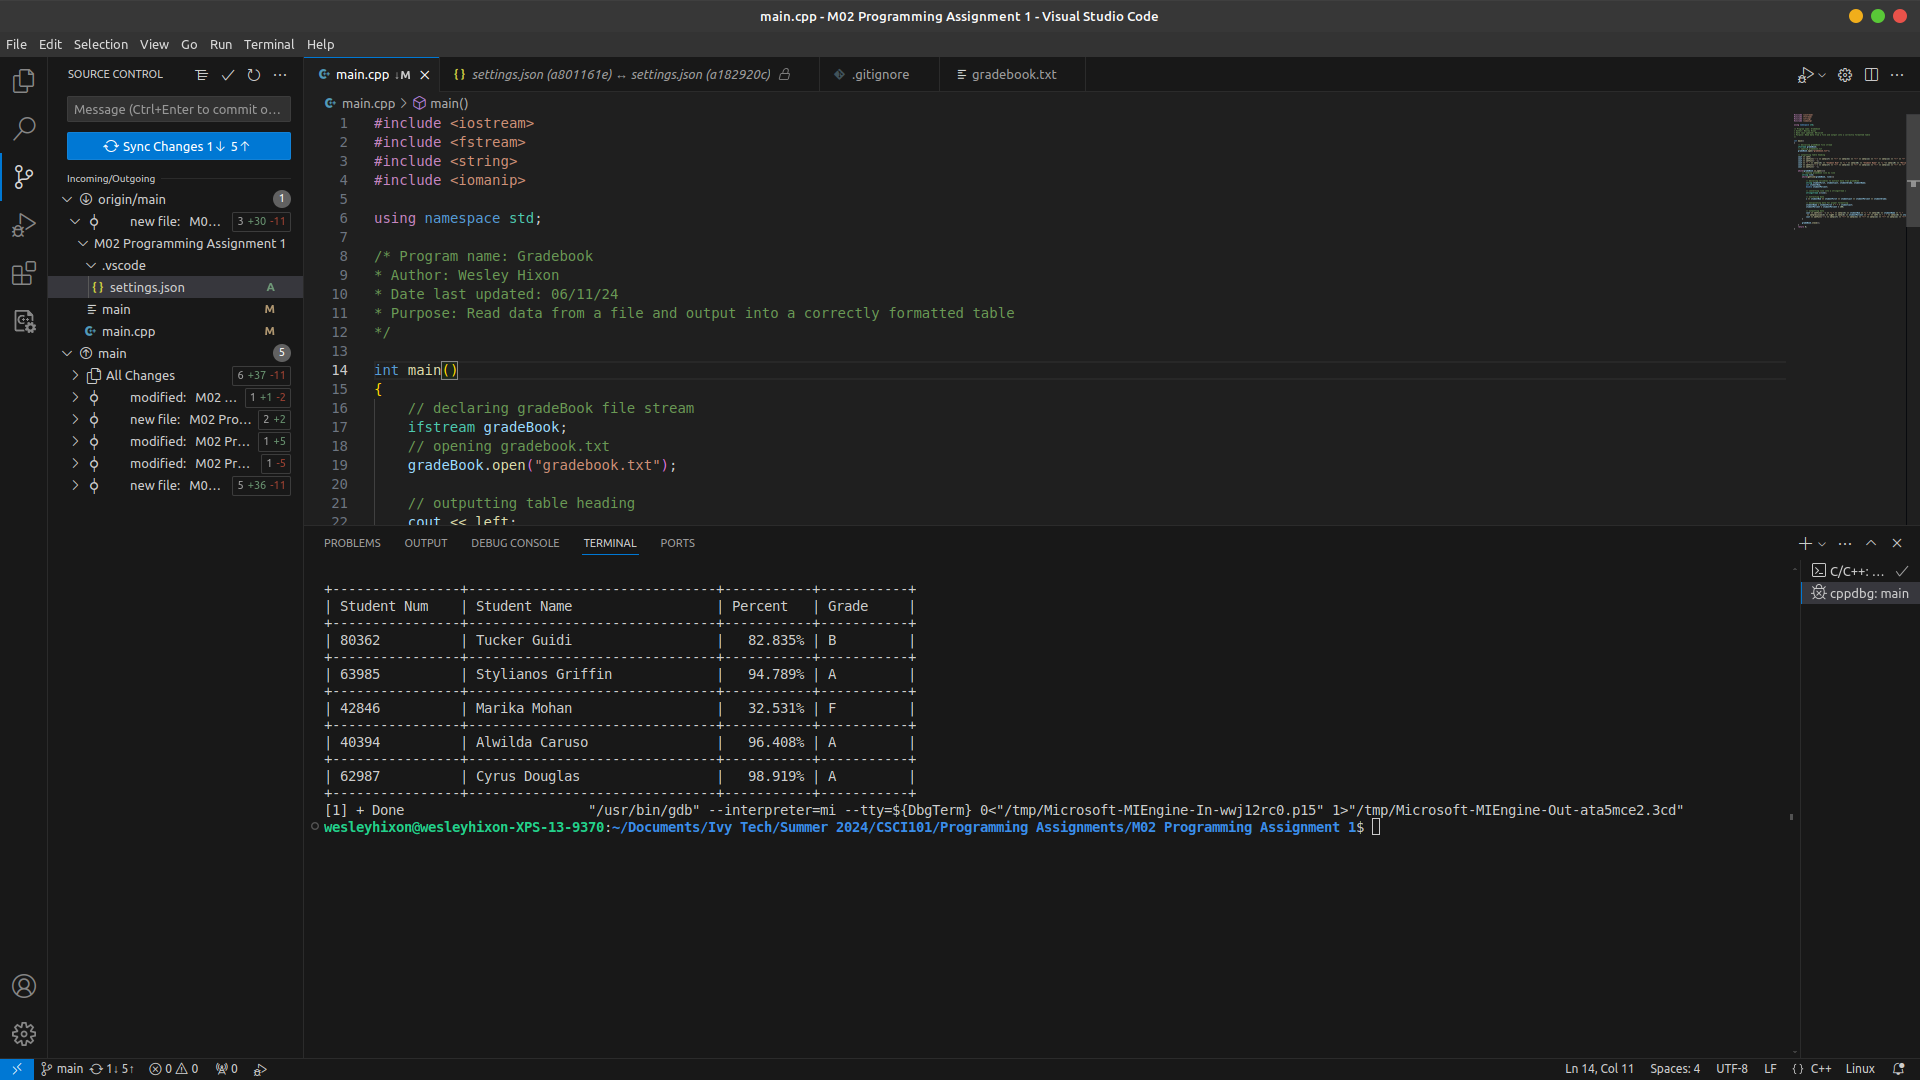 main.cpp - M02 Programming Assignment 1 - Visual Studio Code
File Edit Selection View Go Run Terminal Help
SOURCE CONTROL
Message (Ctrl+Enter to commit o...
Sync Changes 1↓ 5↑
Incoming/Outgoing
origin/main 1
new file: M0... 3 +30 -11
M02 Programming Assignment 1
.vscode
{} settings.json A
main M
main.cpp M
main 5
All Changes 6 +37 -11
modified: M02 ... 1 +1 -2
new file: M02 Pro... 2 +2
modified: M02 Pr... 1 +5
modified: M02 Pr... 1 -5
new file: M0... 5 +36 -11
main.cpp ↓M
{} settings.json (a801161e) ↔ settings.json (a182920c)
.gitignore
gradebook.txt
main.cpp > main()
1 #include <iostream>
2 #include <fstream>
3 #include <string>
4 #include <iomanip>
5
6 using namespace std;
7
8 /* Program name: Gradebook
9 * Author: Wesley Hixon
10 * Date last updated: 06/11/24
11 * Purpose: Read data from a file and output into a correctly formatted table
12 */
13
14 int main()
15 {
16 // declaring gradeBook file stream
17 ifstream gradeBook;
18 // opening gradebook.txt
19 gradeBook.open("gradebook.txt");
20
21 // outputting table heading
22 cout << left;
PROBLEMS OUTPUT DEBUG CONSOLE TERMINAL PORTS
+----------------+-------------------------------+-----------+-----------+
| Student Num | Student Name | Percent | Grade |
+----------------+-------------------------------+-----------+-----------+
| 80362 | Tucker Guidi | 82.835% | B |
+----------------+-------------------------------+-----------+-----------+
| 63985 | Stylianos Griffin | 94.789% | A |
+----------------+-------------------------------+-----------+-----------+
| 42846 | Marika Mohan | 32.531% | F |
+----------------+-------------------------------+-----------+-----------+
| 40394 | Alwilda Caruso | 96.408% | A |
+----------------+-------------------------------+-----------+-----------+
| 62987 | Cyrus Douglas | 98.919% | A |
+----------------+-------------------------------+-----------+-----------+
[1] + Done "/usr/bin/gdb" --interpreter=mi --tty=${DbgTerm} 0<"/tmp/Microsoft-MIEngine-In-wwj12rc0.p15" 1>"/tmp/Microsoft-MIEngine-Out-ata5mce2.3cd"
wesleyhixon@wesleyhixon-XPS-13-9370:~/Documents/Ivy Tech/Summer 2024/CSCI101/Programming Assignments/M02 Programming Assignment 1$
C/C++: ...
cppdbg: main
main 1↓ 5↑ 0 0 0
Ln 14, Col 11 Spaces: 4 UTF-8 LF {} C++ Linux